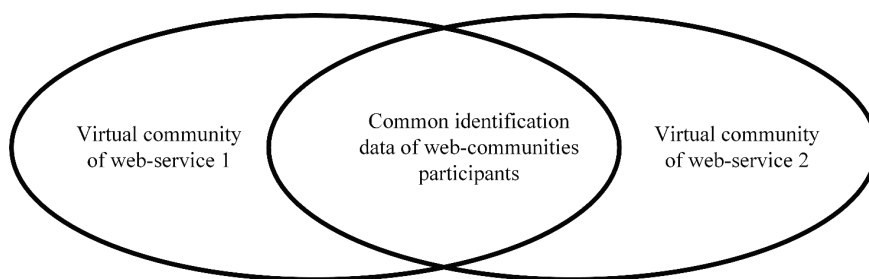 Virtual community
of web-service 1
Common identification
data of web-communities
participants
Virtual community
of web-service 2